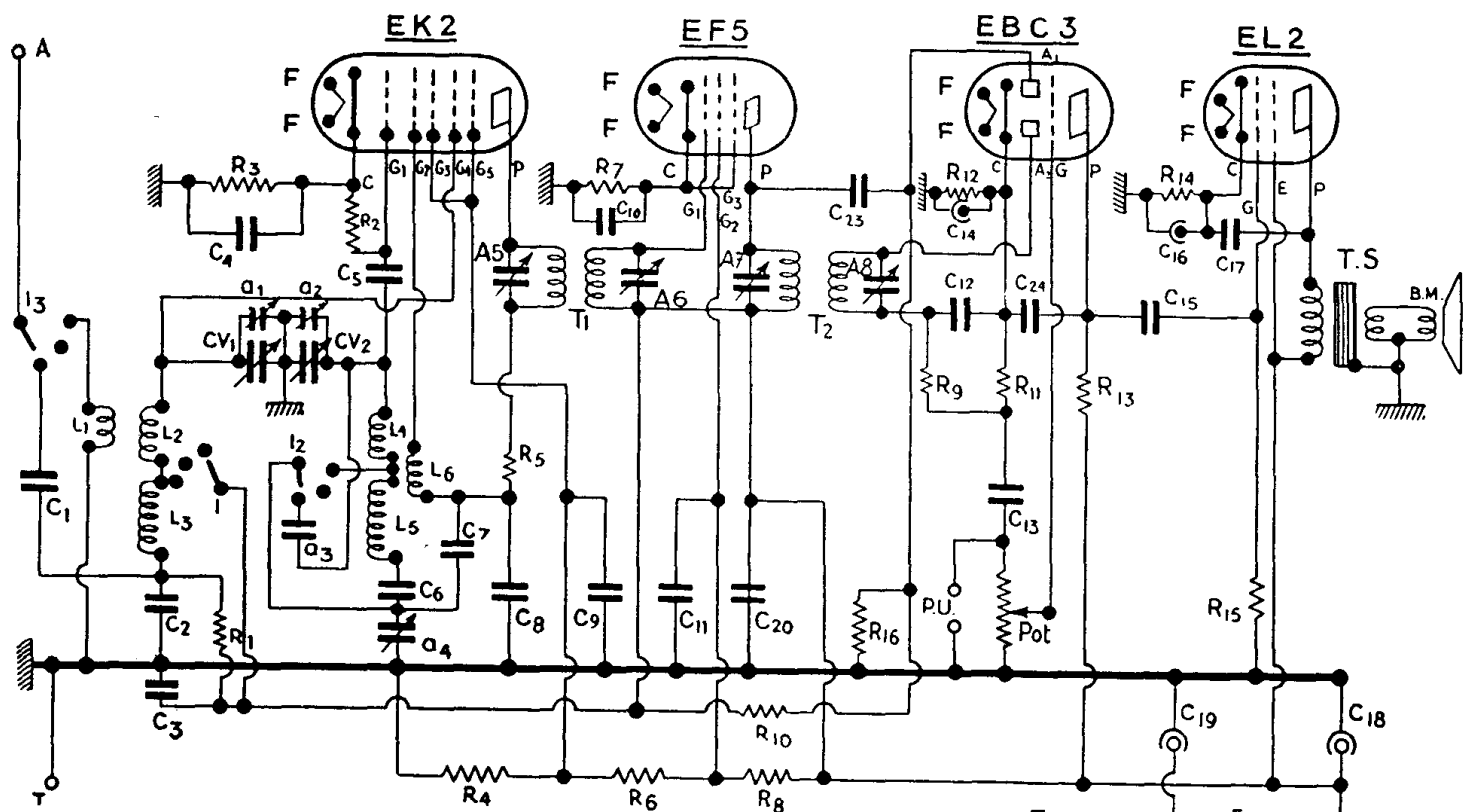 EK2 EF5 EBC3 EL2
A
F F F F
A1
F F F F
R3 C G1 G2 G3 G4 G5 P R7 C G1 G3 G2 P R12 C A2 G P R14 C G E P
C4 R2 C10 C23 C14 C16 C17
C5 A5 A6 A7 A8 T.S B.M.
I3 a1 a2 T1 T2 C12 C24 C15
CV1 CV2
R9 R11 R13
L1 L2 I2 L4 L6 R5
C1 L3 I a3 L5 C7 C13
C2 R1 C6 a4 C8 C9 C11 C20 R16 P.U. Pot R15
C3 R10 C19 C18
T R4 R6 R8